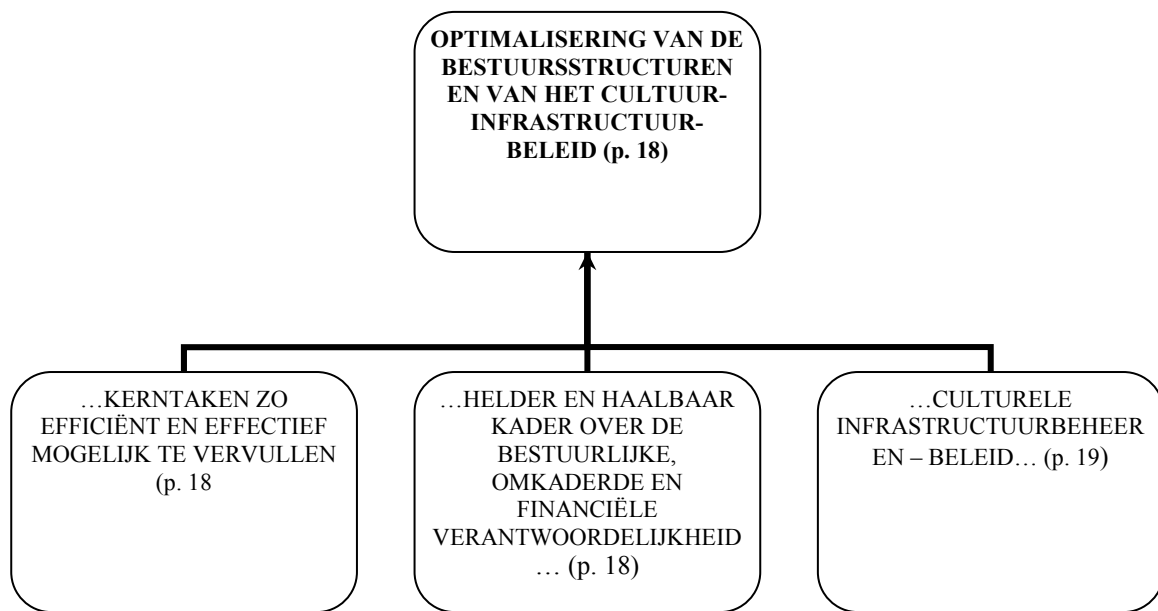 OPTIMALISERING VAN DE
BESTUURSSTRUCTUREN
EN VAN HET CULTUUR-
INFRASTRUCTUUR-
BELEID (p. 18)
…KERNTAKEN ZO
EFFICIËNT EN EFFECTIEF
MOGELIJK TE VERVULLEN
(p. 18
…HELDER EN HAALBAAR
KADER OVER DE
BESTUURLIJKE,
OMKADERDE EN
FINANCIËLE
VERANTWOORDELIJKHEID
… (p. 18)
…CULTURELE
INFRASTRUCTUURBEHEER
EN – BELEID… (p. 19)